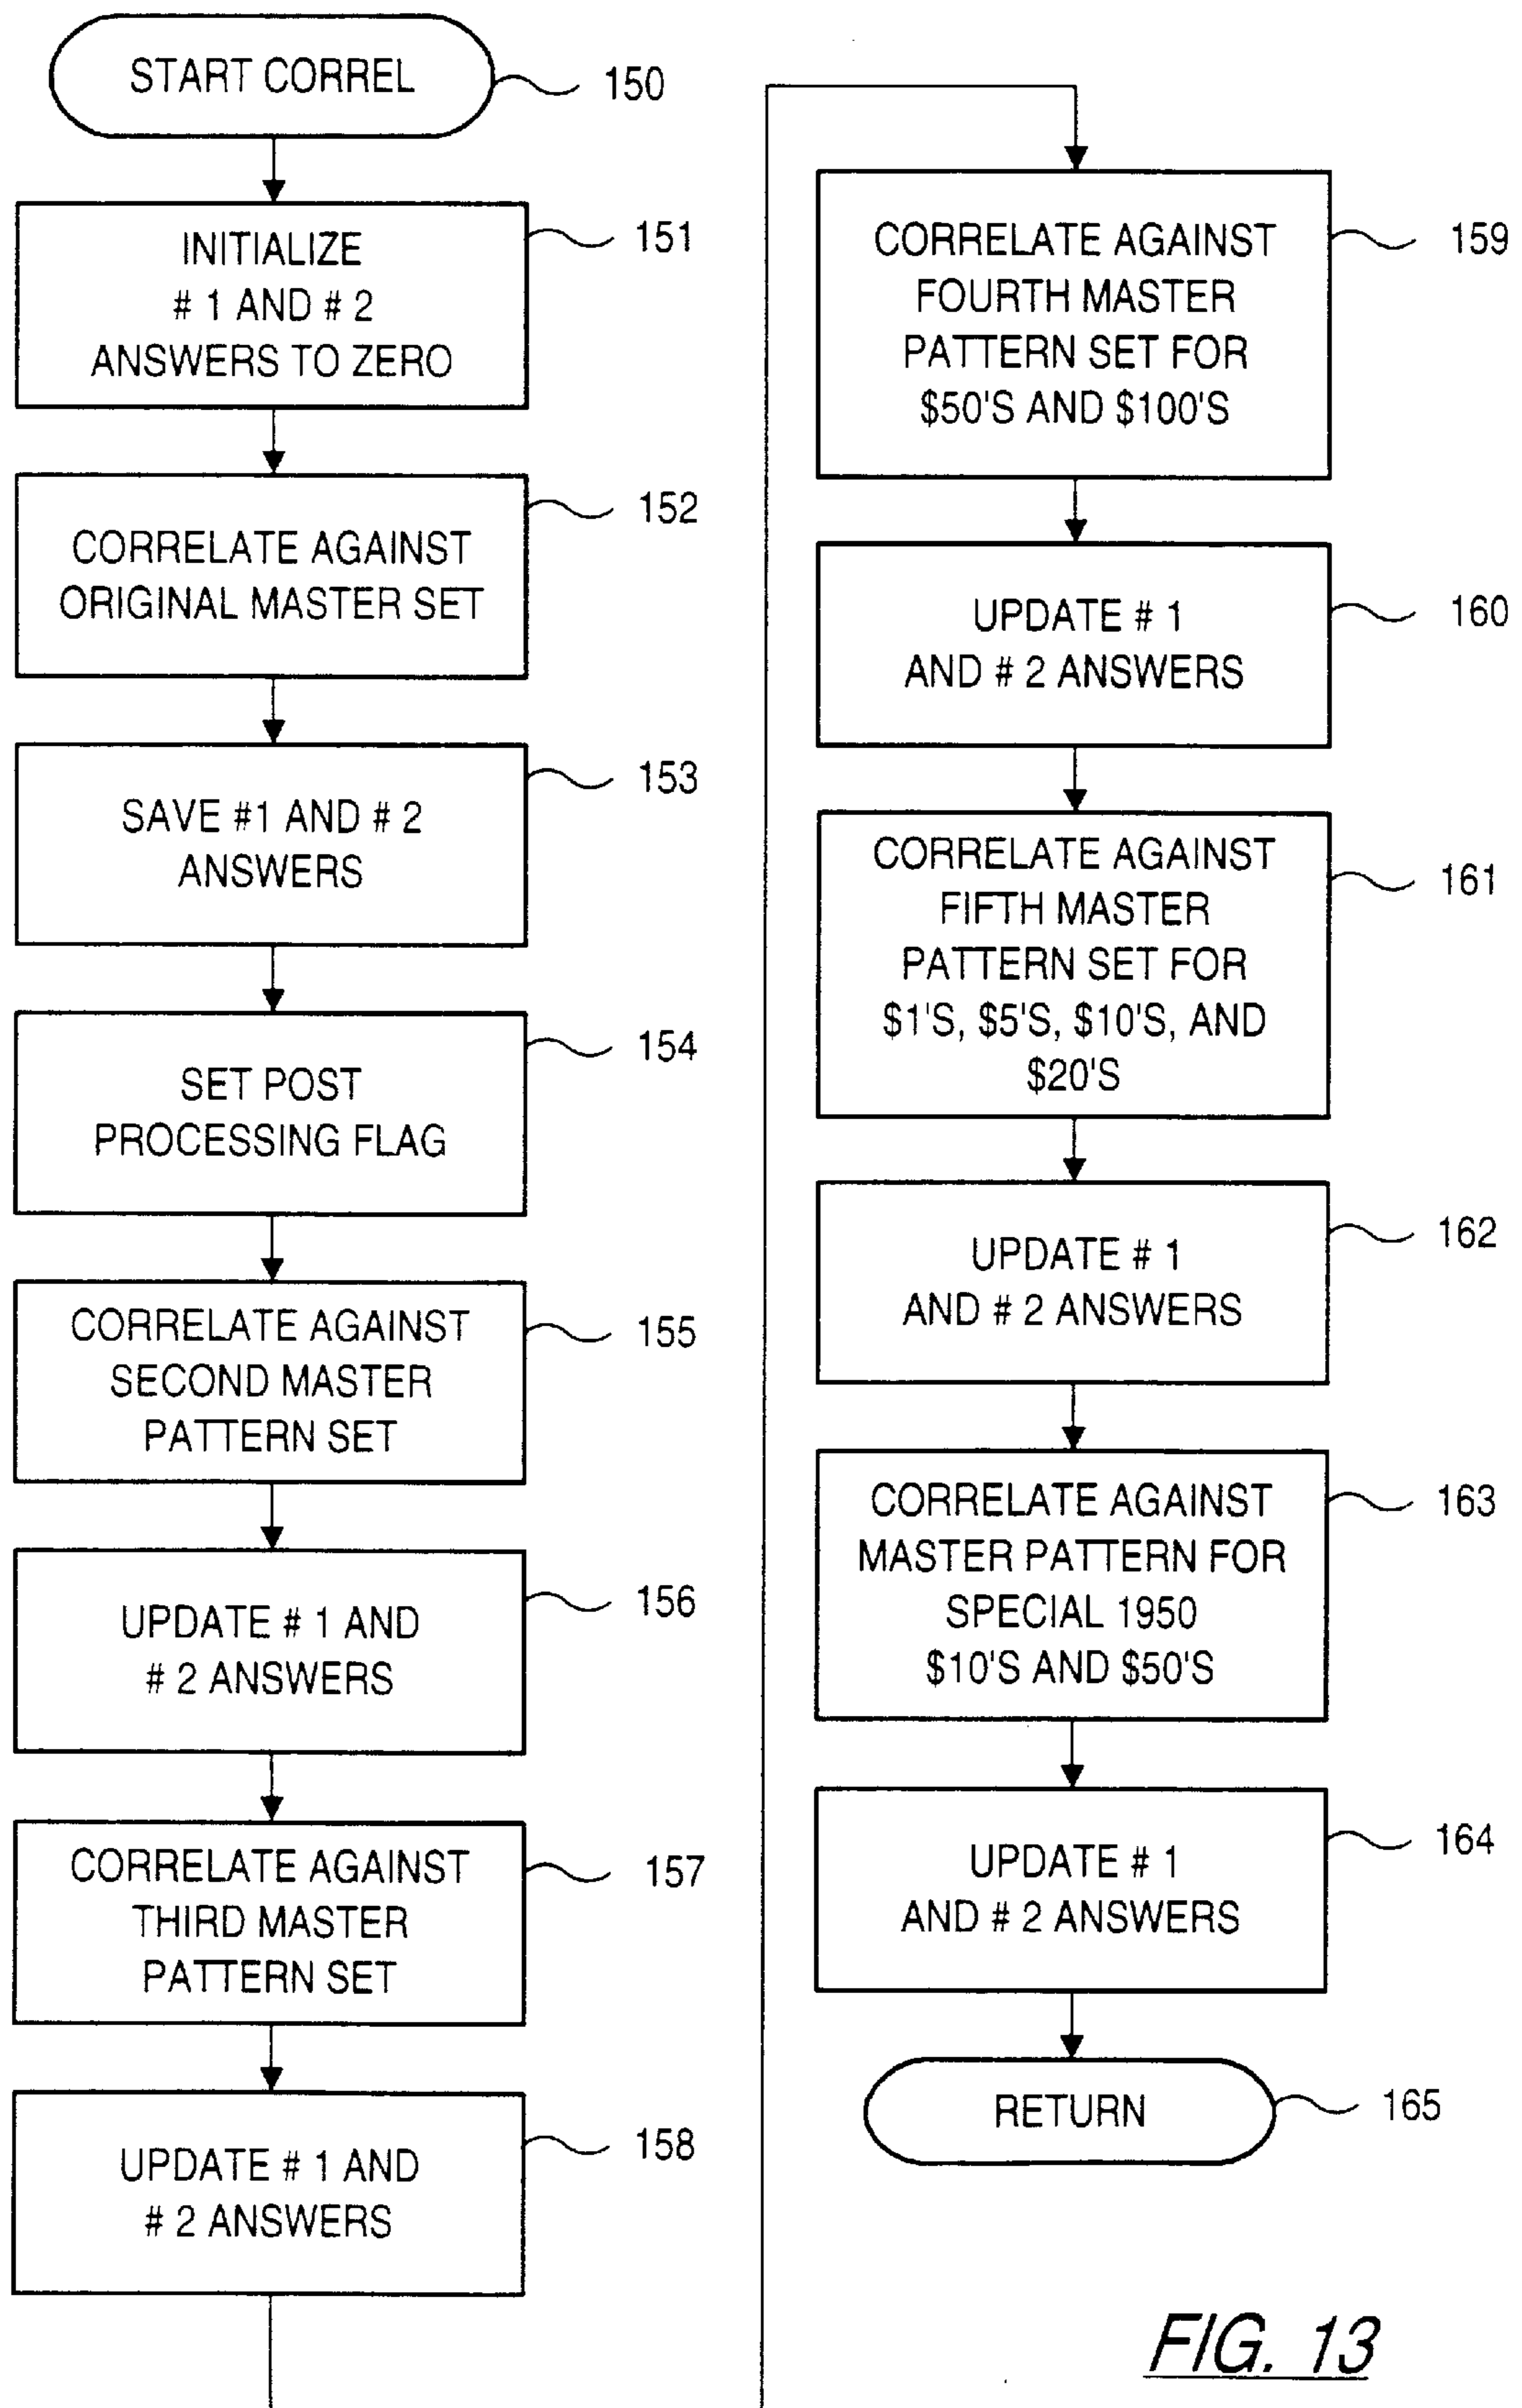 START CORREL
150
INITIALIZE
# 1 AND # 2
ANSWERS TO ZERO
151
CORRELATE AGAINST
ORIGINAL MASTER SET
152
SAVE #1 AND # 2
ANSWERS
153
SET POST
PROCESSING FLAG
154
CORRELATE AGAINST
SECOND MASTER
PATTERN SET
155
UPDATE # 1 AND
# 2 ANSWERS
156
CORRELATE AGAINST
THIRD MASTER
PATTERN SET
157
UPDATE # 1 AND
# 2 ANSWERS
158
CORRELATE AGAINST
FOURTH MASTER
PATTERN SET FOR
$50'S AND $100'S
159
UPDATE # 1
AND # 2 ANSWERS
160
CORRELATE AGAINST
FIFTH MASTER
PATTERN SET FOR
$1'S, $5'S, $10'S, AND
$20'S
161
UPDATE # 1
AND # 2 ANSWERS
162
CORRELATE AGAINST
MASTER PATTERN FOR
SPECIAL 1950
$10'S AND $50'S
163
UPDATE # 1
AND # 2 ANSWERS
164
RETURN
165
FIG. 13